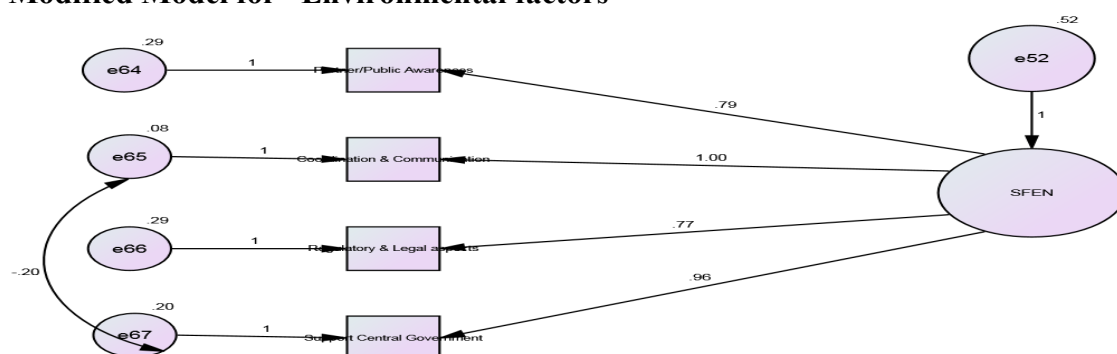 Modified Model for "Environmental factors"
.52
.29
e52
e64
1
Partner/Public Awareness
.79
1
.08
e65
1
Coordination & Communication
1.00
SFEN
.29
.77
e66
1
Regulatory & Legal aspects
-.20
.96
.20
e67
1
Support Central Government